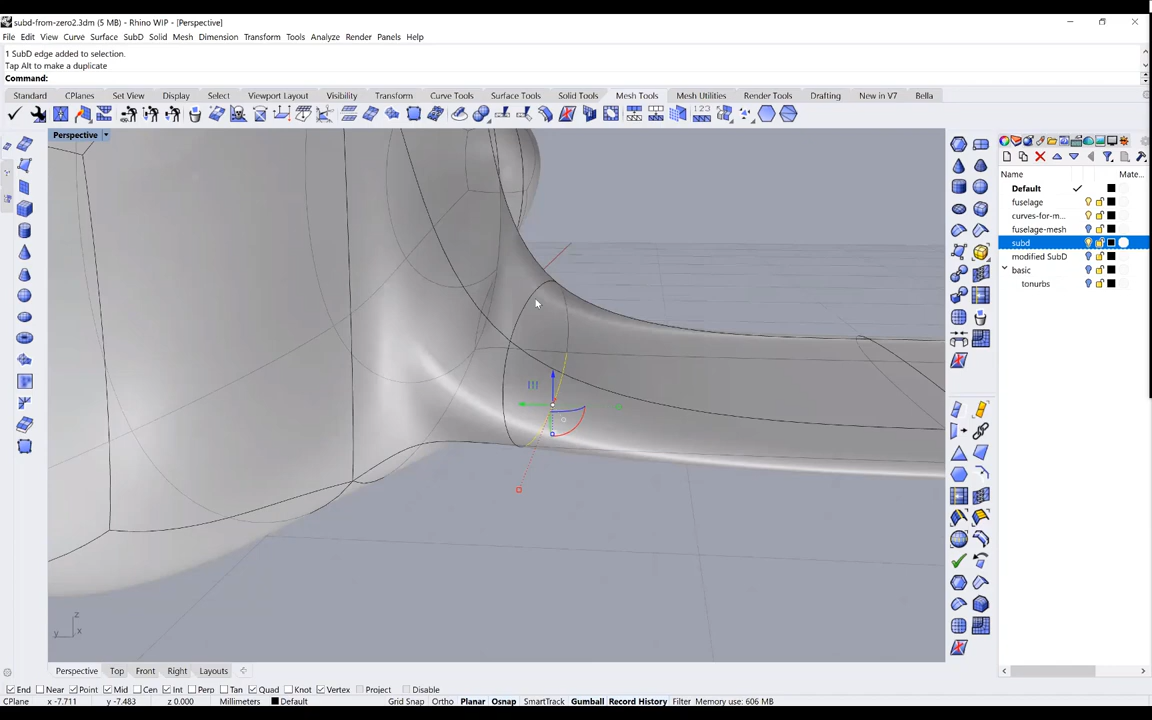 subd-from-zero2.3dm (5 MB) - Rhino WIP - [Perspective]
File Edit View Curve Surface SubD Solid Mesh Dimension Transform Tools Analyze Render Panels Help
1 SubD edge added to selection.
Tap Alt to make a duplicate
Command:
Standard CPlanes Set View Display Select Viewport Layout Visibility Transform Curve Tools Surface Tools Solid Tools Mesh Tools Mesh Utilities Render Tools Drafting New in V7 Bella
Perspective
Name Mate...
Default
fuselage
curves-for-m...
fuselage-mesh
subd
modified SubD
basic
tonurbs
z
y x
Perspective Top Front Right Layouts
End Near Point Mid Cen Int Perp Tan Quad Knot Vertex Project Disable
CPlane x -7.711 y -7.483 z 0.000 Millimeters Default Grid Snap Ortho Planar Osnap SmartTrack Gumball Record History Filter Memory use: 606 MB